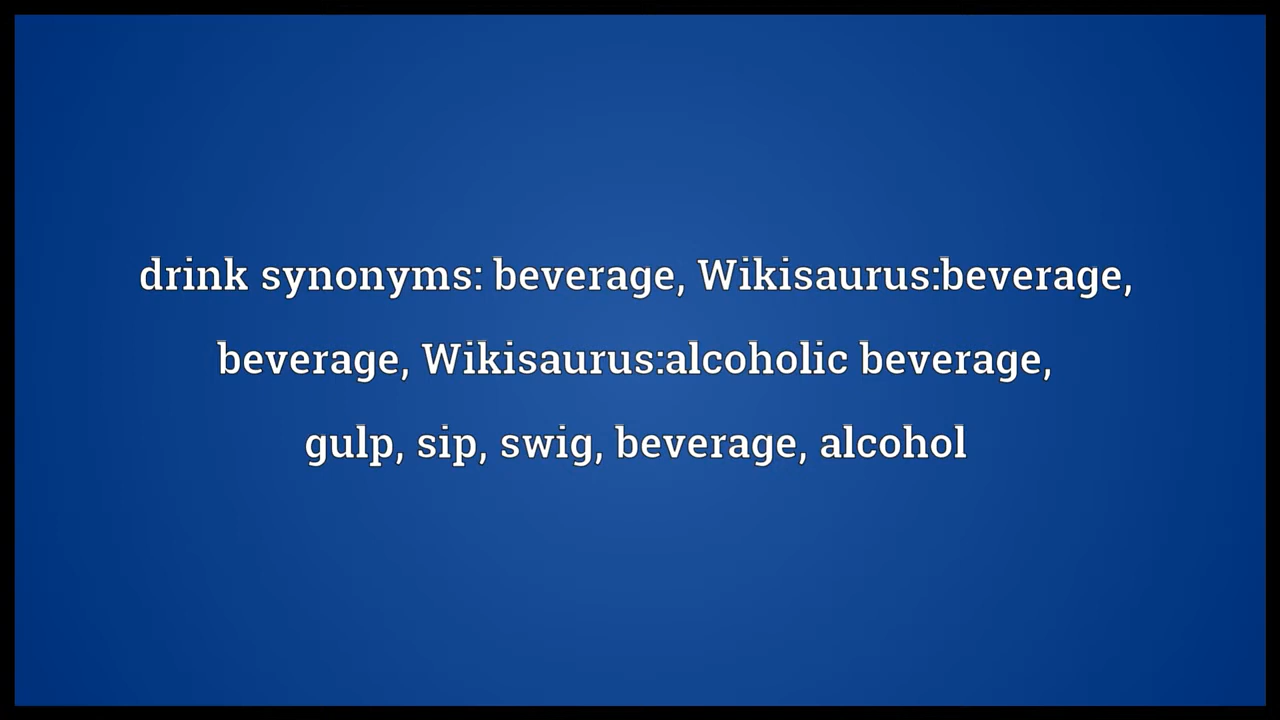 drink synonyms: beverage, Wikisaurus:beverage,
beverage, Wikisaurus:alcoholic beverage,
gulp, sip, swig, beverage, alcohol